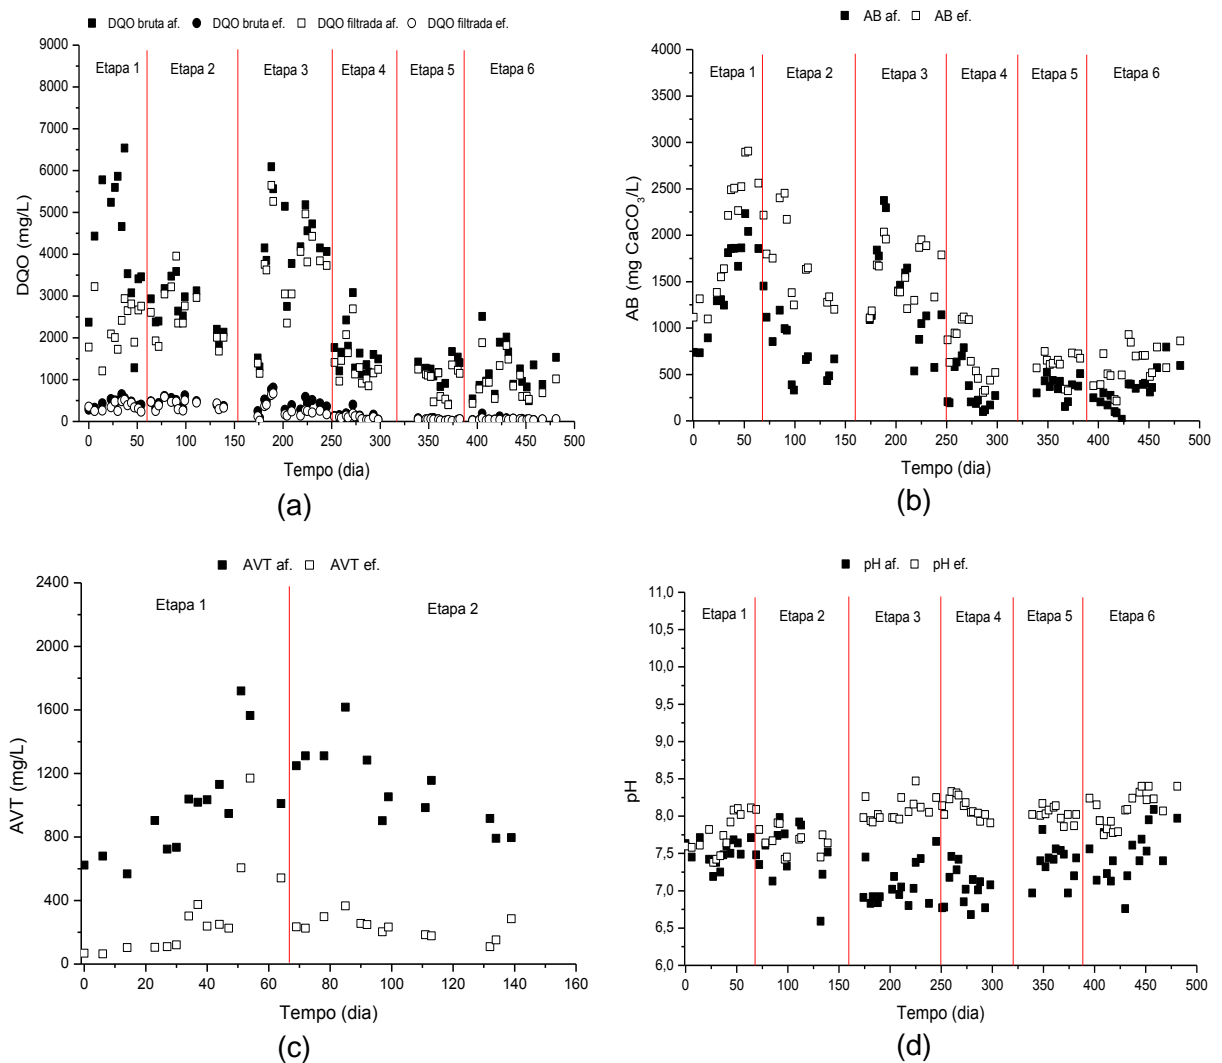 DQO bruta af. DQO bruta ef. DQO filtrada af. DQO filtrada ef.
9000
8000
7000
6000
5000
4000
3000
2000
1000
0
DQO (mg/L)
Etapa 1 Etapa 2 Etapa 3 Etapa 4 Etapa 5 Etapa 6
0 50 100 150 200 250 300 350 400 450 500
Tempo (dia)
(a)
AB af. AB ef.
4000
3500
3000
2500
2000
1500
1000
500
0
AB (mg CaCO₃/L)
Etapa 1 Etapa 2 Etapa 3 Etapa 4 Etapa 5 Etapa 6
0 50 100 150 200 250 300 350 400 450 500
Tempo (dia)
(b)
AVT af. AVT ef.
2400
2000
1600
1200
800
400
0
AVT (mg/L)
Etapa 1 Etapa 2
0 20 40 60 80 100 120 140 160
Tempo (dia)
(c)
pH af. pH ef.
11,0
10,5
10,0
9,5
9,0
8,5
8,0
7,5
7,0
6,5
6,0
pH
Etapa 1 Etapa 2 Etapa 3 Etapa 4 Etapa 5 Etapa 6
0 50 100 150 200 250 300 350 400 450 500
Tempo (dia)
(d)